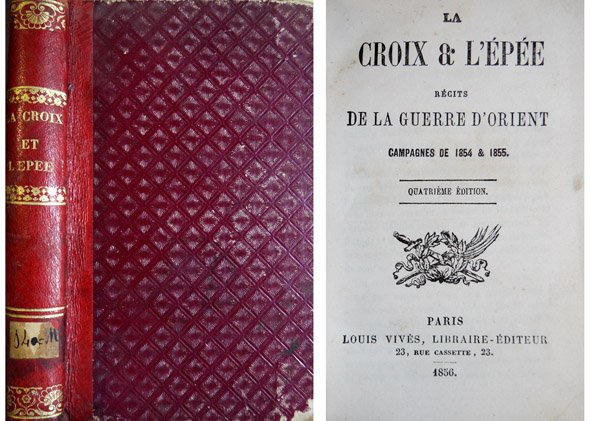 LA CROIX
ET
L'EPEE
LA
CROIX & L'ÉPÉE
RÉCITS
DE LA GUERRE D'ORIENT
CAMPAGNES DE 1854 & 1855.
QUATRIÈME ÉDITION.
PARIS
LOUIS VIVÈS, LIBRAIRE-ÉDITEUR
23, RUE CASSETTE, 23.
1856.